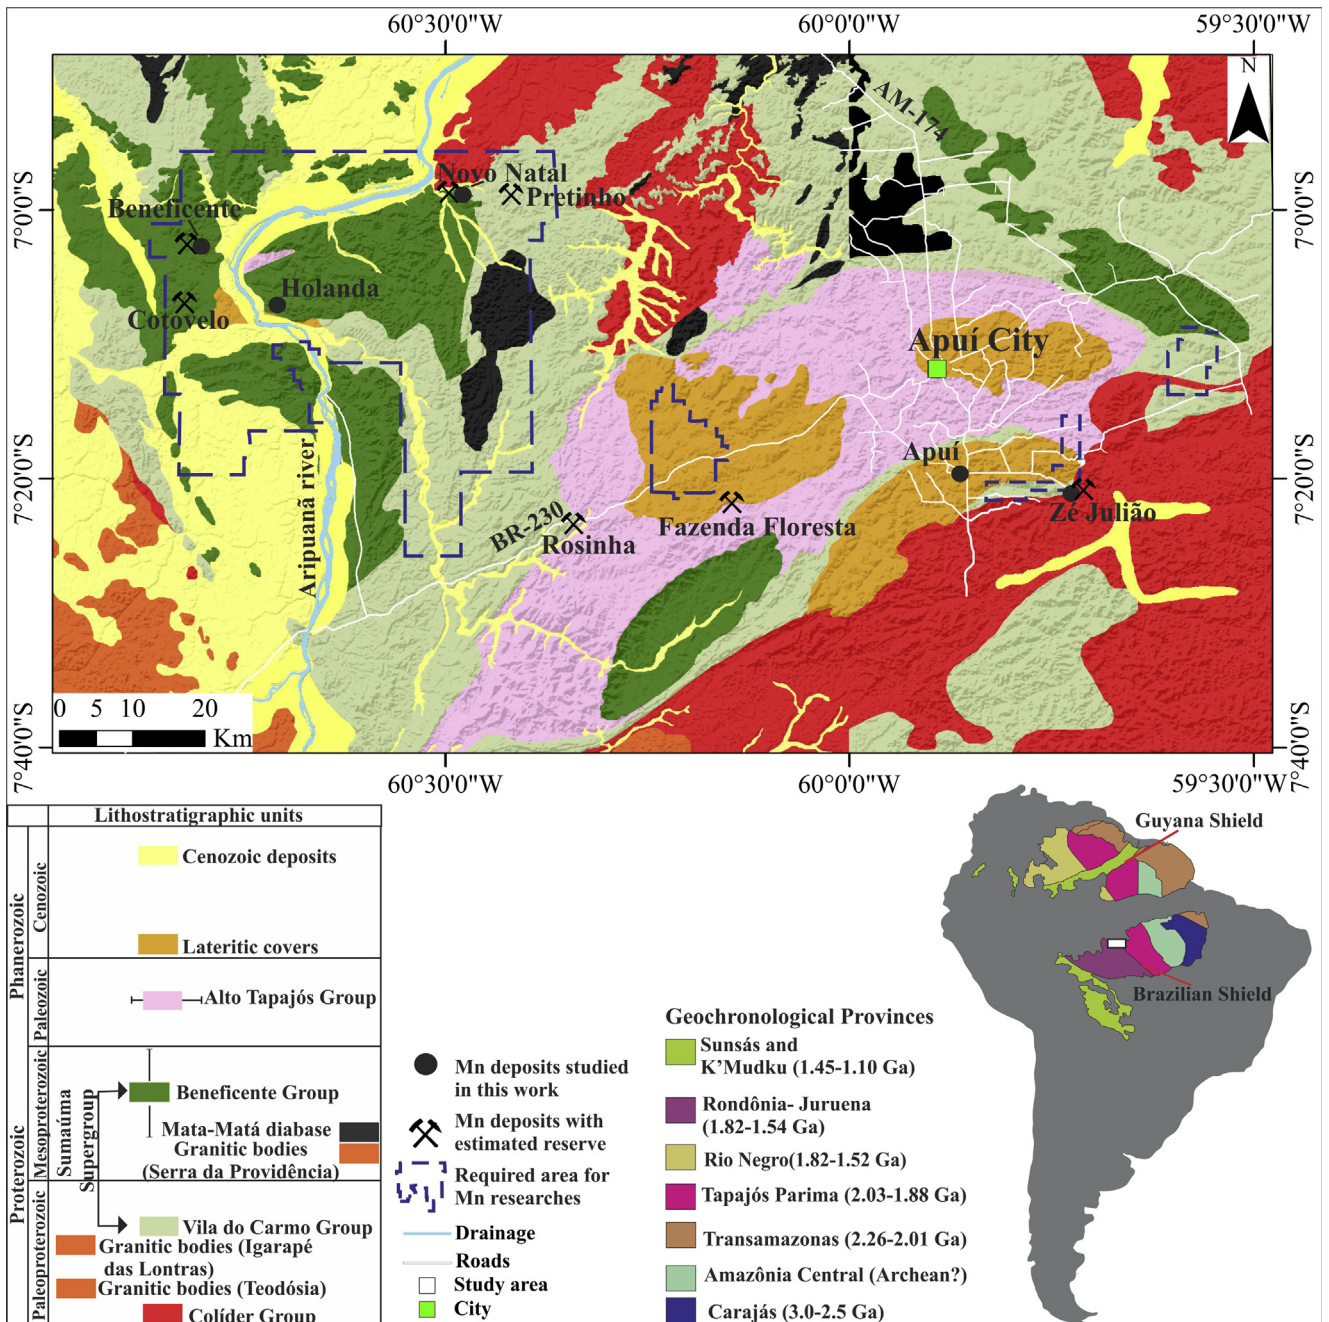 60°30'0"W
60°00'0"W
59°30'0"W
N
AM-174
Novo Natal
Pretinho
7°0'0"S
7°0'0"S
Beneficente
Holanda
Cotovelo
Apuí City
Apuí
7°20'0"S
7°20'0"S
Aripuanã river
BR-230
Rosinha
Fazenda Floresta
Zé Julião
0 5 10 20
Km
7°40'0"S
7°40'0"S
60°30'0"W
60°00'0"W
59°30'0"W
Lithostratigraphic units
Phanerozoic
Cenozoic
Cenozoic deposits
Lateritic covers
Paleozoic
Alto Tapajós Group
Proterozoic
Mesoproterozoic
Sumaúma
Supergroup
Beneficente Group
Mata-Matá diabase
Granitic bodies
(Serra da Providência)
Paleoproterozoic
Vila do Carmo Group
Granitic bodies (Igarapé
das Lontras)
Granitic bodies (Teodósia)
Colíder Group
Mn deposits studied
in this work
Mn deposits with
estimated reserve
Required area for
Mn researches
Drainage
Roads
Study area
City
Geochronological Provinces
Sunsás and
K'Mudku (1.45-1.10 Ga)
Rondônia- Juruena
(1.82-1.54 Ga)
Rio Negro(1.82-1.52 Ga)
Tapajós Parima (2.03-1.88 Ga)
Transamazonas (2.26-2.01 Ga)
Amazônia Central (Archean?)
Carajás (3.0-2.5 Ga)
Guyana Shield
Brazilian Shield